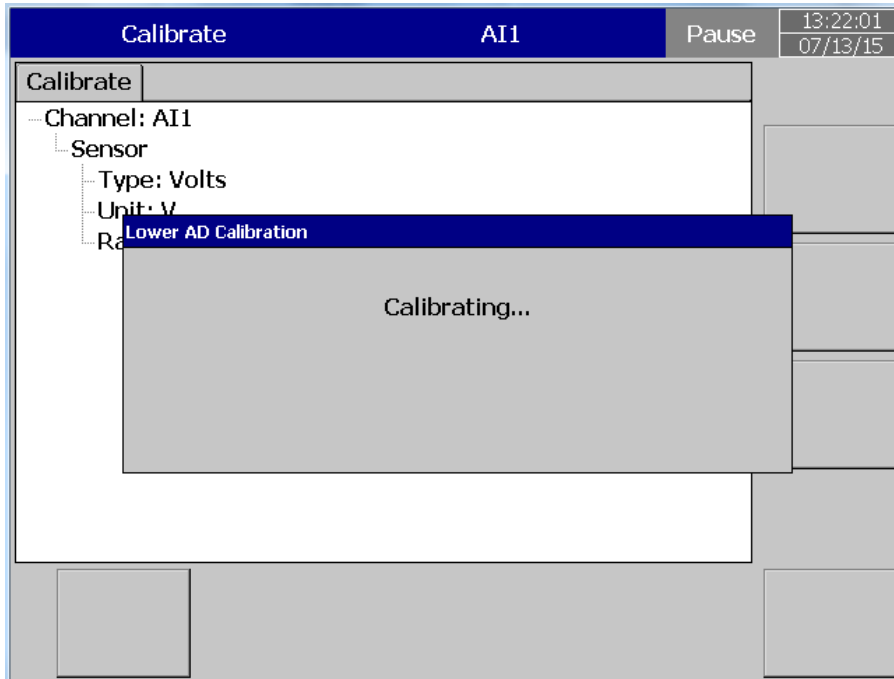 Calibrate AI1 Pause 13:22:01
07/13/15
Calibrate
Channel: AI1
Sensor
Type: Volts
Unit: V
Ra
Lower AD Calibration
Calibrating...